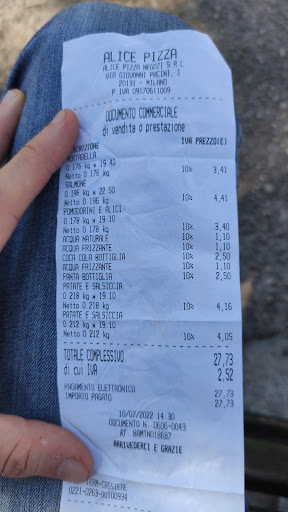 ALICE PIZZA
ALICE PIZZA NEGOZI S.R.L
VIA GIOVANNI PACINI, 1
20131 - MILANO
P.IVA 09170611009
DOCUMENTO COMMERCIALE
di vendita o prestazione
DESCRIZIONE IVA PREZZO(€)
MORTADELLA
0.176 kg x 19.40
Netto 0.176 kg 10% 3,41
SALMONE
0.196 kg x 22.50
Netto 0.196 kg 10% 4,41
POMODORINI E ALICI
0.178 kg x 19.10
Netto 0.178 kg 10% 3,40
ACQUA NATURALE 10% 1,10
ACQUA FRIZZANTE 10% 1,10
COCA COLA BOTTIGLIA 10% 2,50
ACQUA FRIZZANTE 10% 1,10
FANTA BOTTIGLIA 10% 2,50
PATATE E SALSICCIA
0.218 kg x 19.10
Netto 0.218 kg 10% 4,16
PATATE E SALSICCIA
0.212 kg x 19.10
Netto 0.212 kg 10% 4,05
TOTALE COMPLESSIVO 27,73
di cui IVA 2,52
PAGAMENTO ELETTRONICO 27,73
IMPORTO PAGATO 27,73
10/07/2022 14:30
DOCUMENTO N. 0606-0043
RT 8AMTN018687
ARRIVEDERCI E GRAZIE
TERM-CASSIERE
0221-0263-00100934